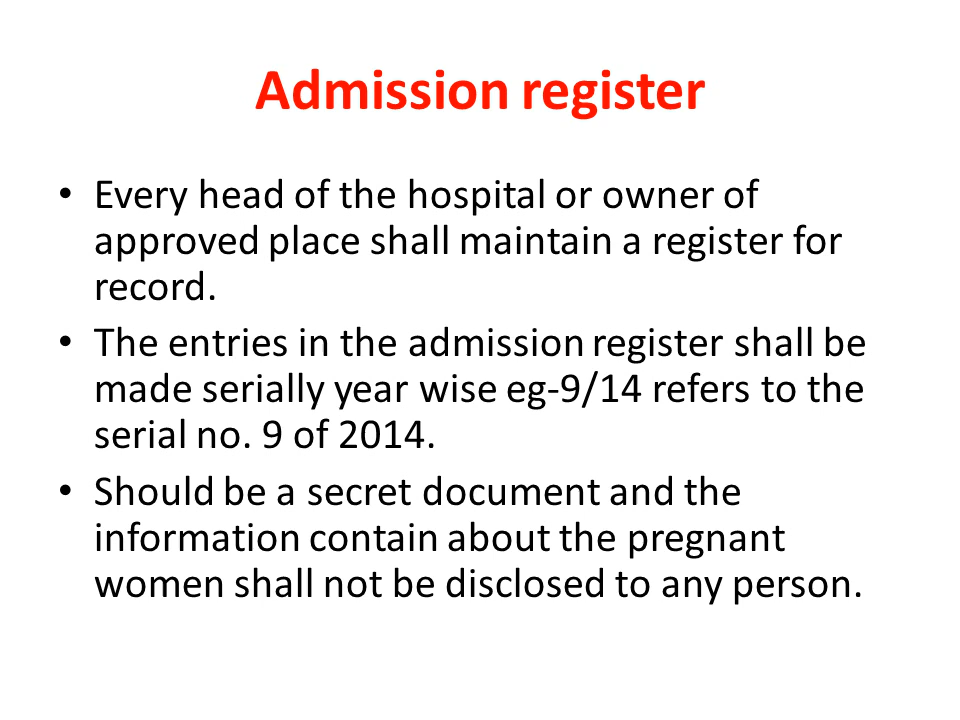 Admission register
• Every head of the hospital or owner of
approved place shall maintain a register for
record.
• The entries in the admission register shall be
made serially year wise eg-9/14 refers to the
serial no. 9 of 2014.
• Should be a secret document and the
information contain about the pregnant
women shall not be disclosed to any person.